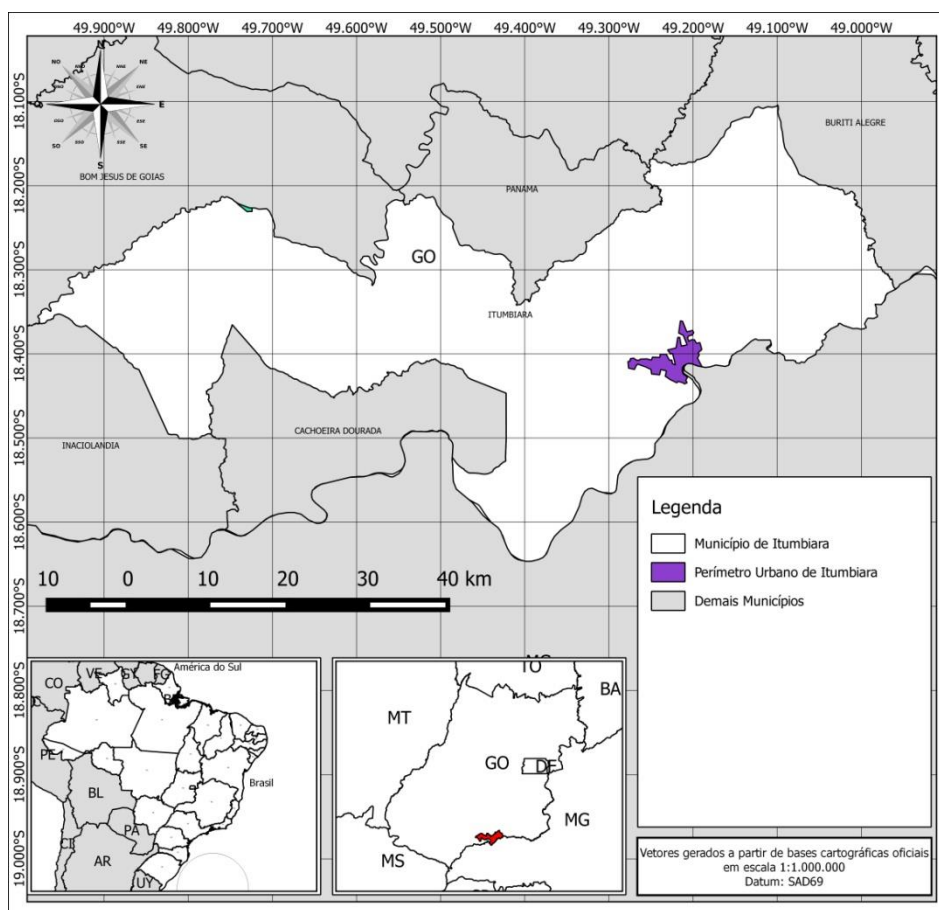 49.900°W 49.800°W 49.700°W 49.600°W 49.500°W 49.400°W 49.300°W 49.200°W 49.100°W 49.000°W
18.100°S
18.200°S
18.300°S
18.400°S
18.500°S
18.600°S
18.700°S
18.800°S
18.900°S
19.000°S
N
NO
NE
E
ESE
SO
SE
S
BOM JESUS DE GOIAS
BURITI ALEGRE
PANAMA
GO
ITUMBIARA
CACHOEIRA DOURADA
INACIOLANDIA
10 0 10 20 30 40 km
Legenda
Município de Itumbiara
Perímetro Urbano de Itumbiara
Demais Municípios
América do Sul
CO
VE
GY
FG
PE
BL
PA
AR
UY
Brasil
TO
BA
MT
GO
DF
MG
MS
Vetores gerados a partir de bases cartográficas oficiais
em escala 1:1.000.000
Datum: SAD69